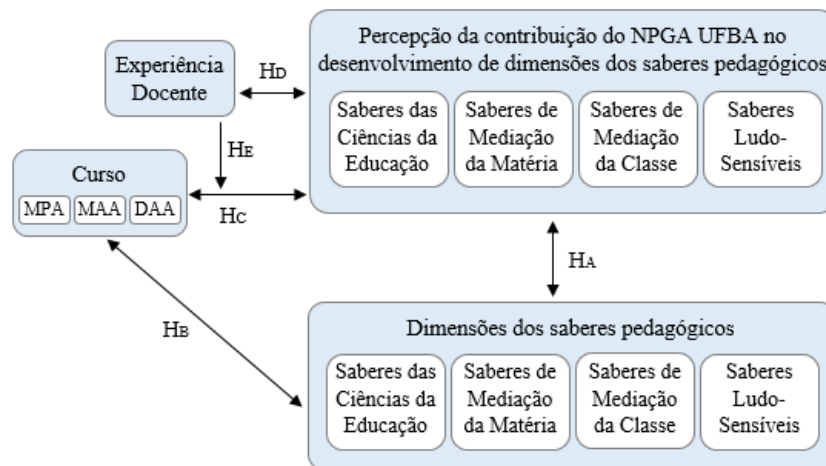 Percepção da contribuição do NPGA UFBA no
desenvolvimento de dimensões dos saberes pedagógicos
Saberes das
Ciências da
Educação
Saberes de
Mediação
da Matéria
Saberes de
Mediação
da Classe
Saberes
Ludo-
Sensíveis
Experiência
Docente
HD
HE
Curso
MPA MAA DAA
HC
HA
HB
Dimensões dos saberes pedagógicos
Saberes das
Ciências da
Educação
Saberes de
Mediação
da Matéria
Saberes de
Mediação
da Classe
Saberes
Ludo-
Sensíveis